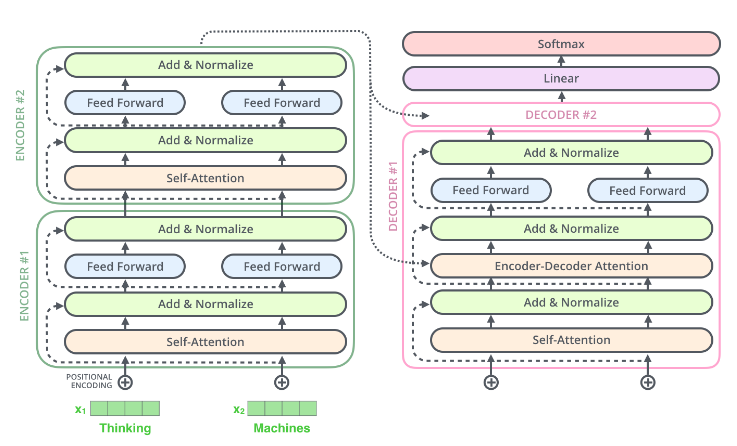 ENCODER #2
Add & Normalize
Feed Forward
Feed Forward
Add & Normalize
Self-Attention
ENCODER #1
Add & Normalize
Feed Forward
Feed Forward
Add & Normalize
Self-Attention
POSITIONAL
ENCODING
x1
x2
Thinking
Machines
Softmax
Linear
DECODER #2
DECODER #1
Add & Normalize
Feed Forward
Feed Forward
Add & Normalize
Encoder-Decoder Attention
Add & Normalize
Self-Attention